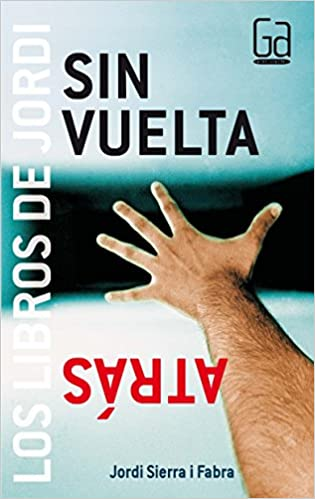 LOS LIBROS DE JORDI
Ga
SIN
VUELTA
ATRÁS
Jordi Sierra i Fabra